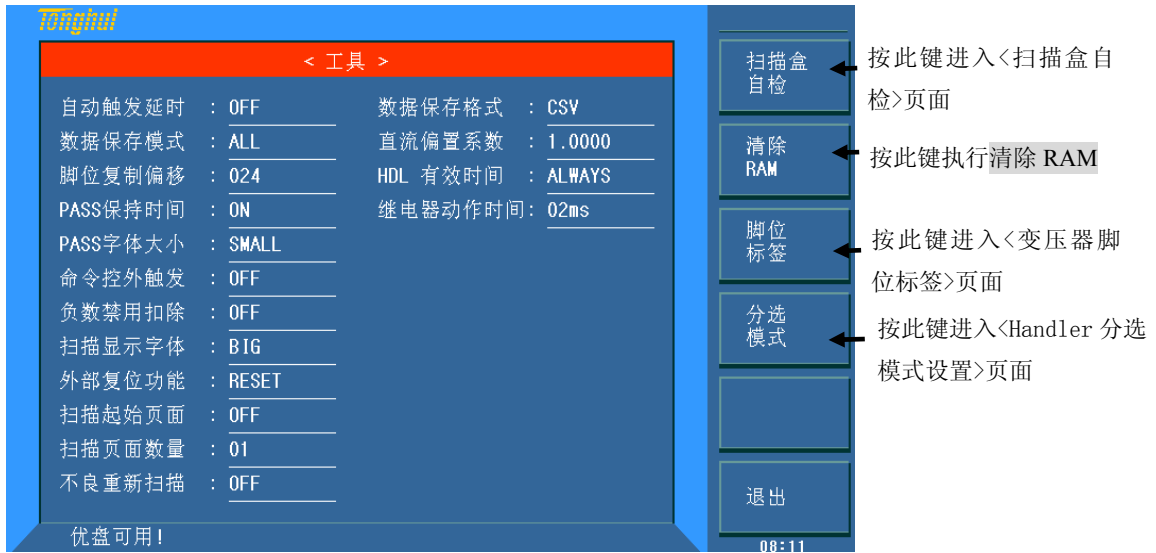 Tonghui
< 工具 >
自动触发延时 : OFF 数据保存格式 : CSV
数据保存模式 : ALL 直流偏置系数 : 1.0000
脚位复制偏移 : 024 HDL 有效时间 : ALWAYS
PASS保持时间 : ON 继电器动作时间: 02ms
PASS字体大小 : SMALL
命令控外触发 : OFF
负数禁用扣除 : OFF
扫描显示字体 : BIG
外部复位功能 : RESET
扫描起始页面 : OFF
扫描页面数量 : 01
不良重新扫描 : OFF
优盘可用!
扫描盒
自检
清除
RAM
脚位
标签
分选
模式
退出
08:11
按此键进入<扫描盒自
检>页面
按此键执行清除 RAM
按此键进入<变压器脚
位标签>页面
按此键进入<Handler 分选
模式设置>页面